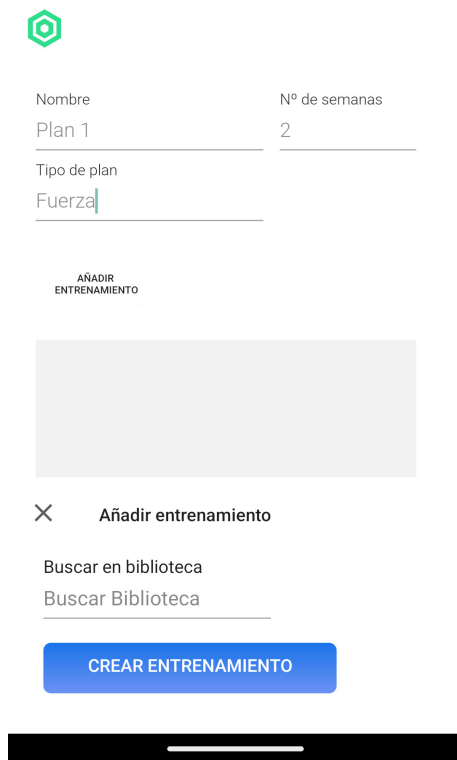 Nombre
Nº de semanas
Plan 1
2
Tipo de plan
Fuerza
AÑADIR
ENTRENAMIENTO
Añadir entrenamiento
Buscar en biblioteca
Buscar Biblioteca
CREAR ENTRENAMIENTO